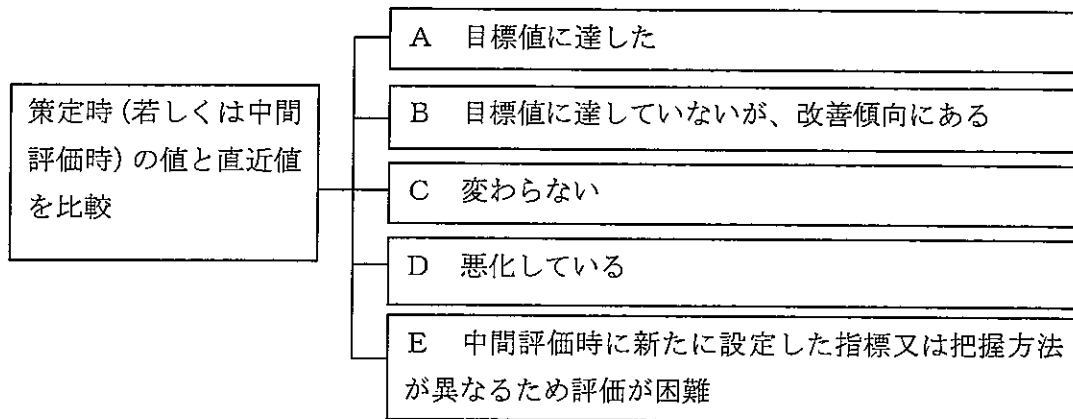 策定時（若しくは中間
評価時）の値と直近値
を比較
A　目標値に達した
B　目標値に達していないが、改善傾向にある
C　変わらない
D　悪化している
E　中間評価時に新たに設定した指標又は把握方法
が異なるため評価が困難